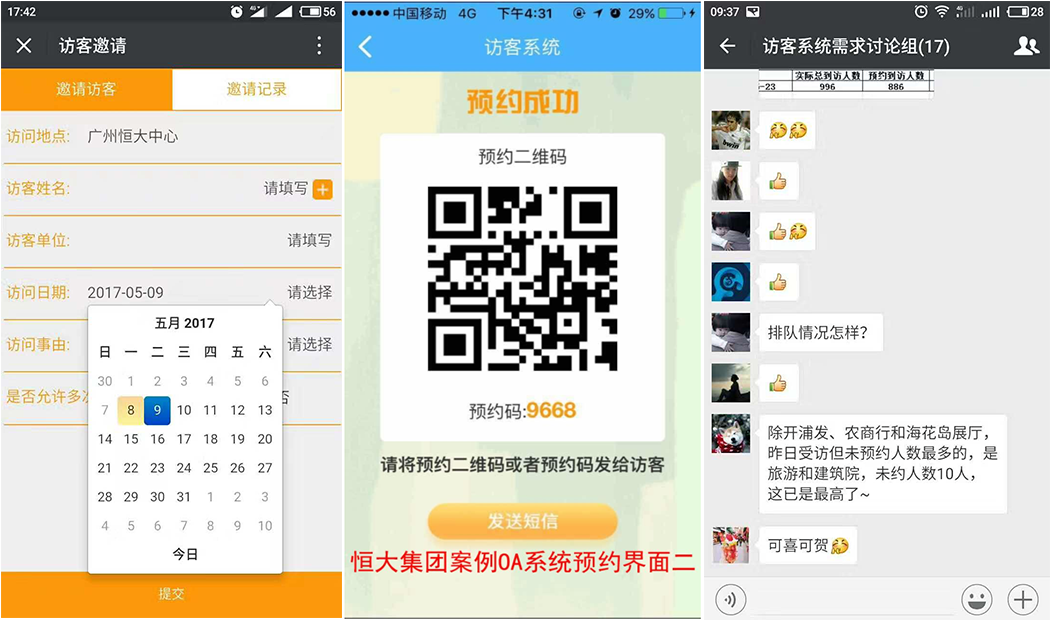 17:42
56
访客邀请
邀请访客
邀请记录
访问地点: 广州恒大中心
访客姓名: 请填写
访客单位: 请填写
访问日期: 2017-05-09 请选择
访问事由: 请选择
是否允许多
否
五月 2017
日 一 二 三 四 五 六
30 1 2 3 4 5 6
7 8 9 10 11 12 13
14 15 16 17 18 19 20
21 22 23 24 25 26 27
28 29 30 31 1 2 3
4 5 6 7 8 9 10
今日
提交
中国移动 4G 下午4:31 29%
访客系统
预约成功
预约二维码
预约码:9668
请将预约二维码或者预约码发给访客
发送短信
恒大集团案例OA系统预约界面二
09:37
28
访客系统需求讨论组(17)
实际总到访人数 预约到访人数
-23 996 886
排队情况怎样?
除开浦发、农商行和海花岛展厅，
昨日受访但未预约人数最多的，是
旅游和建筑院，未约人数10人，
这已是最高了~
可喜可贺